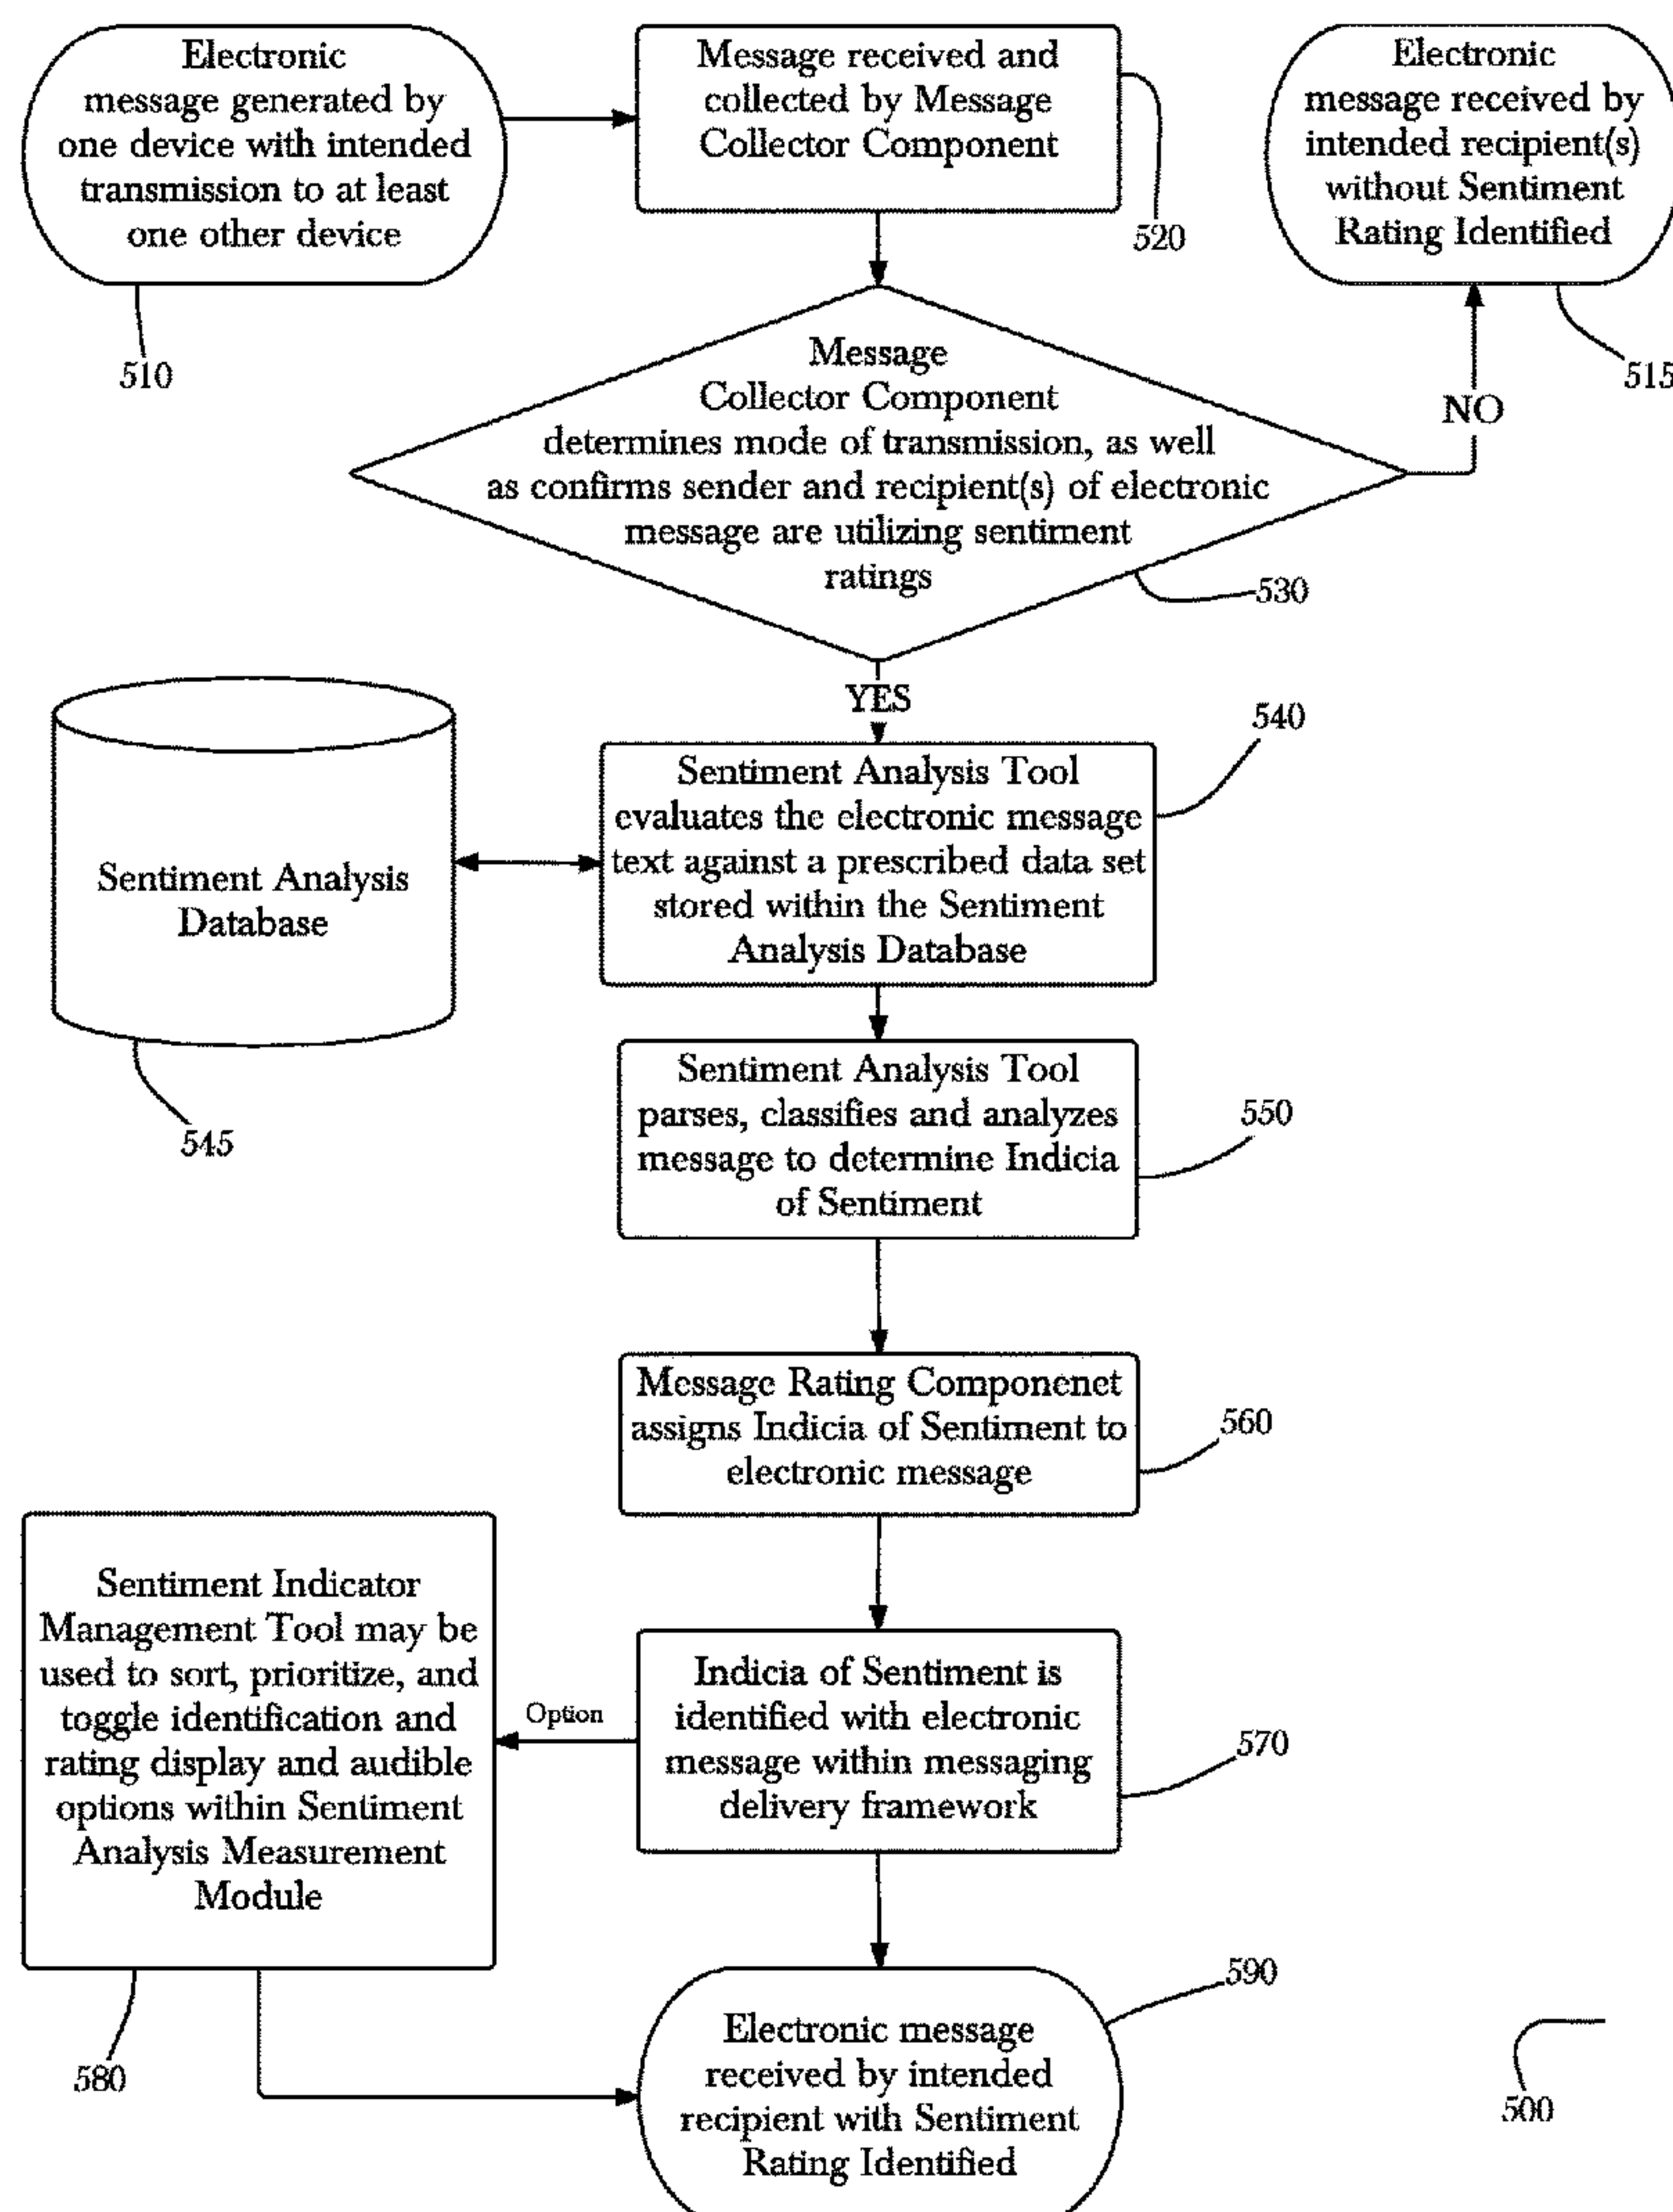 Electronic
message generated by
one device with intended
transmission to at least
one other device
510
Message received and
collected by Message
Collector Component
520
Electronic
message received by
intended recipient(s)
without Sentiment
Rating Identified
515
NO
Message
Collector Component
determines mode of transmission, as well
as confirms sender and recipient(s) of electronic
message are utilizing sentiment
ratings
530
YES
Sentiment Analysis
Database
545
Sentiment Analysis Tool
evaluates the electronic message
text against a prescribed data set
stored within the Sentiment
Analysis Database
540
Sentiment Analysis Tool
parses, classifies and analyzes
message to determine Indicia
of Sentiment
550
Message Rating Componenet
assigns Indicia of Sentiment to
electronic message
560
Indicia of Sentiment is
identified with electronic
message within messaging
delivery framework
570
Option
Sentiment Indicator
Management Tool may be
used to sort, prioritize, and
toggle identification and
rating display and audible
options within Sentiment
Analysis Measurement
Module
580
Electronic message
received by intended
recipient with Sentiment
Rating Identified
590
500